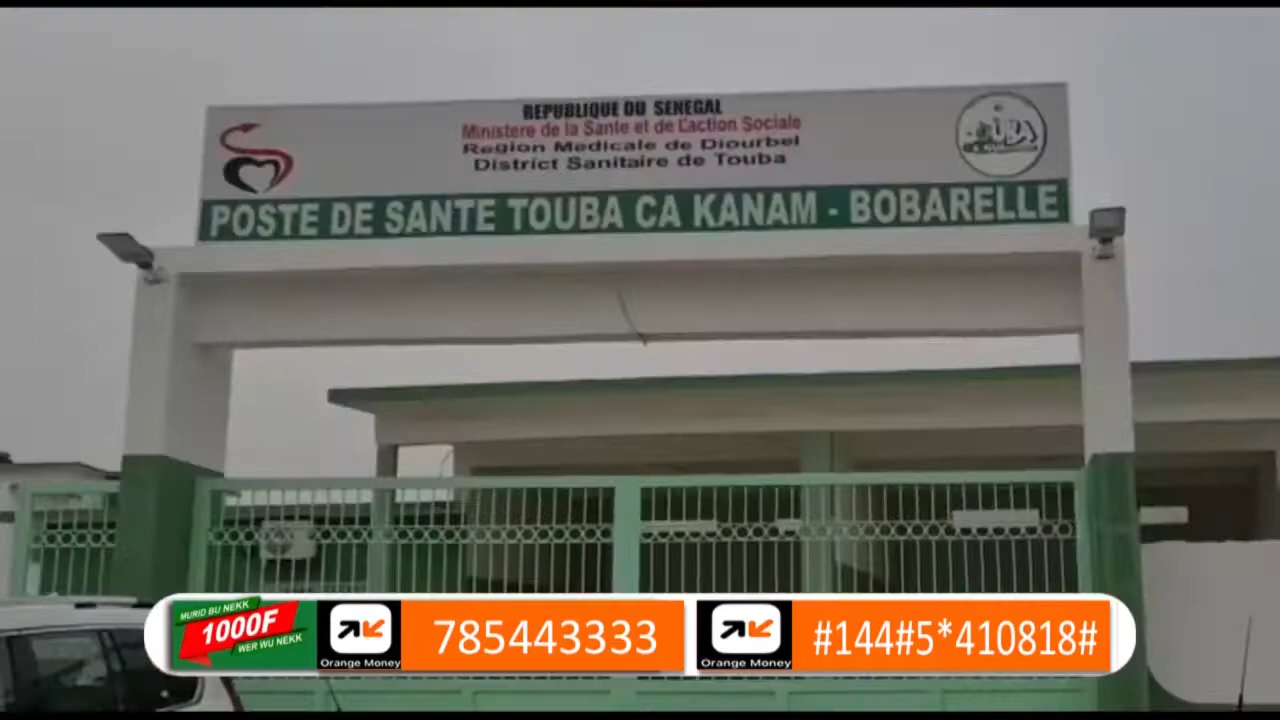 REPUBLIQUE DU SENEGAL
Ministere de la Sante et de L'action Sociale
Region Medicale de Diourbel
District Sanitaire de Touba
TOUBA
POSTE DE SANTE TOUBA CA KANAM - BOBARELLE
MURID BU NEKK
1000F
WER WU NEKK
Orange Money
785443333
Orange Money
#144#5*410818#